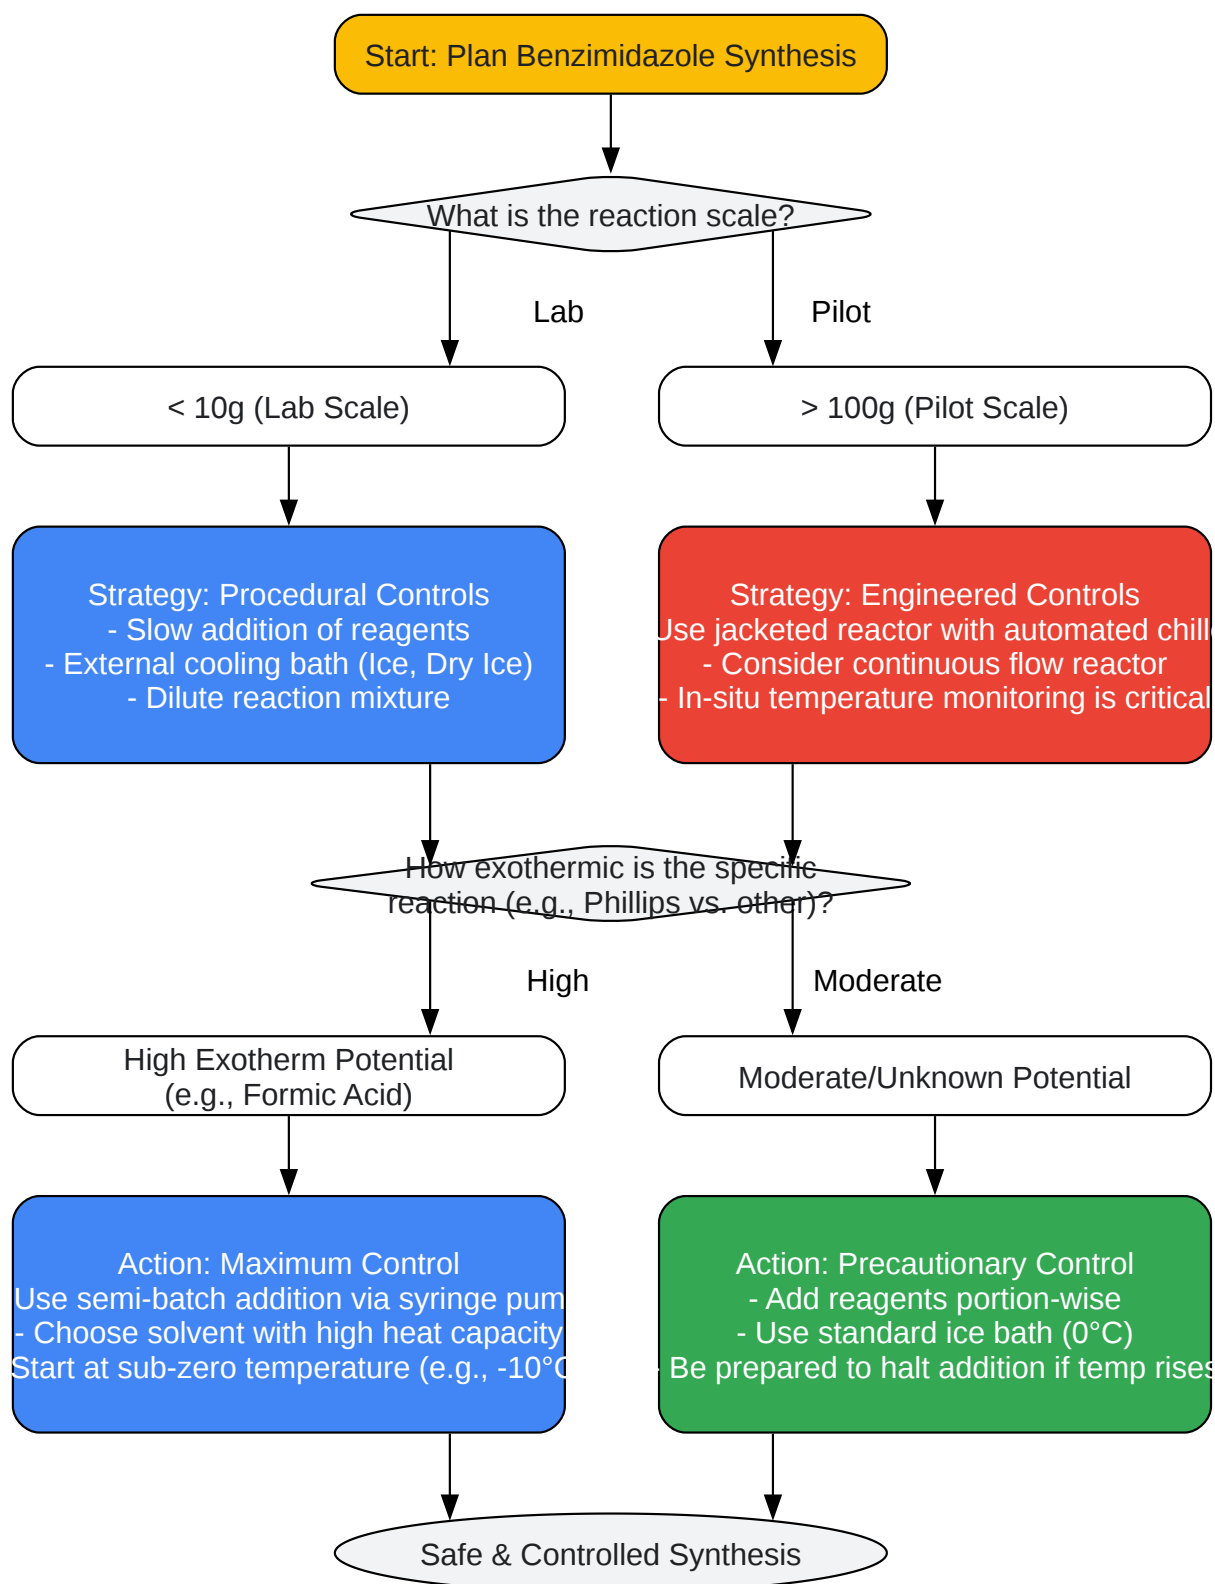 Start: Plan Benzimidazole Synthesis
What is the reaction scale?
Lab
Pilot
< 10g (Lab Scale)
> 100g (Pilot Scale)
Strategy: Procedural Controls
- Slow addition of reagents
- External cooling bath (Ice, Dry Ice)
- Dilute reaction mixture
Strategy: Engineered Controls
Use jacketed reactor with automated
- Consider continuous flow reactor
- In-situ temperature monitoring is critical
How exothermic is the specific
reaction (e.g., Phillips vs. other)?
High
Moderate
High Exotherm Potential
(e.g., Formic Acid)
Moderate/Unknown Potential
Action: Maximum Control
Use semi-batch addition via syringe
- Choose solvent with high heat capacity
Start at sub-zero temperature (e.g., -10°C
Action: Precautionary Control
- Add reagents portion-wise
- Use standard ice bath (0°C)
- Be prepared to halt addition if temp rises
Safe & Controlled Synthesis